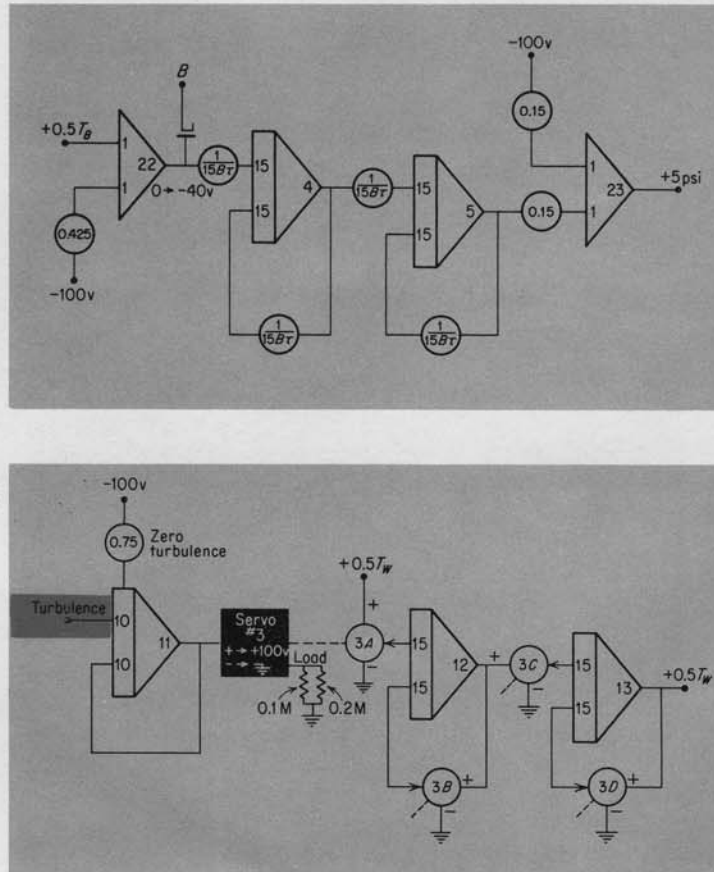 B
-100v
0.15
+0.5T_B
1
1
22
0→-40v
1/15Bτ
15
15
4
1/15Bτ
15
15
5
0.15
1
1
23
+5psi
0.425
-100v
1/15Bτ
1/15Bτ
-100v
0.75
Zero
turbulence
Turbulence
10
10
11
Servo
#3
+→+100v
-→
Load
0.1M
0.2M
+0.5T_W
+
3A
-
15
15
12
+
3C
-
15
15
13
+0.5T_W
3B
+
-
3D
+
-